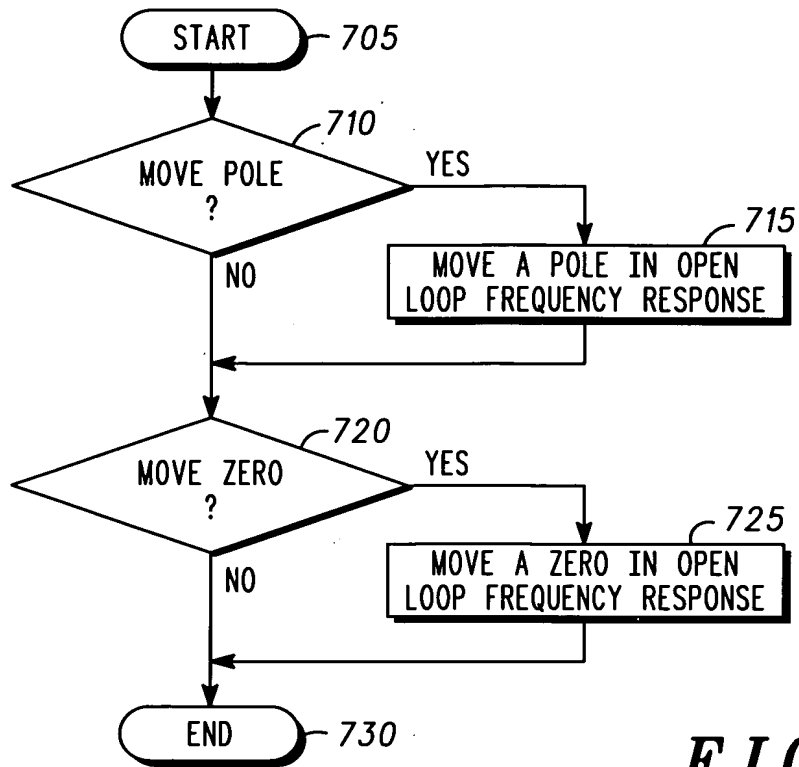 START
705
710
MOVE POLE
?
YES
NO
715
MOVE A POLE IN OPEN
LOOP FREQUENCY RESPONSE
720
MOVE ZERO
?
YES
NO
725
MOVE A ZERO IN OPEN
LOOP FREQUENCY RESPONSE
END
730